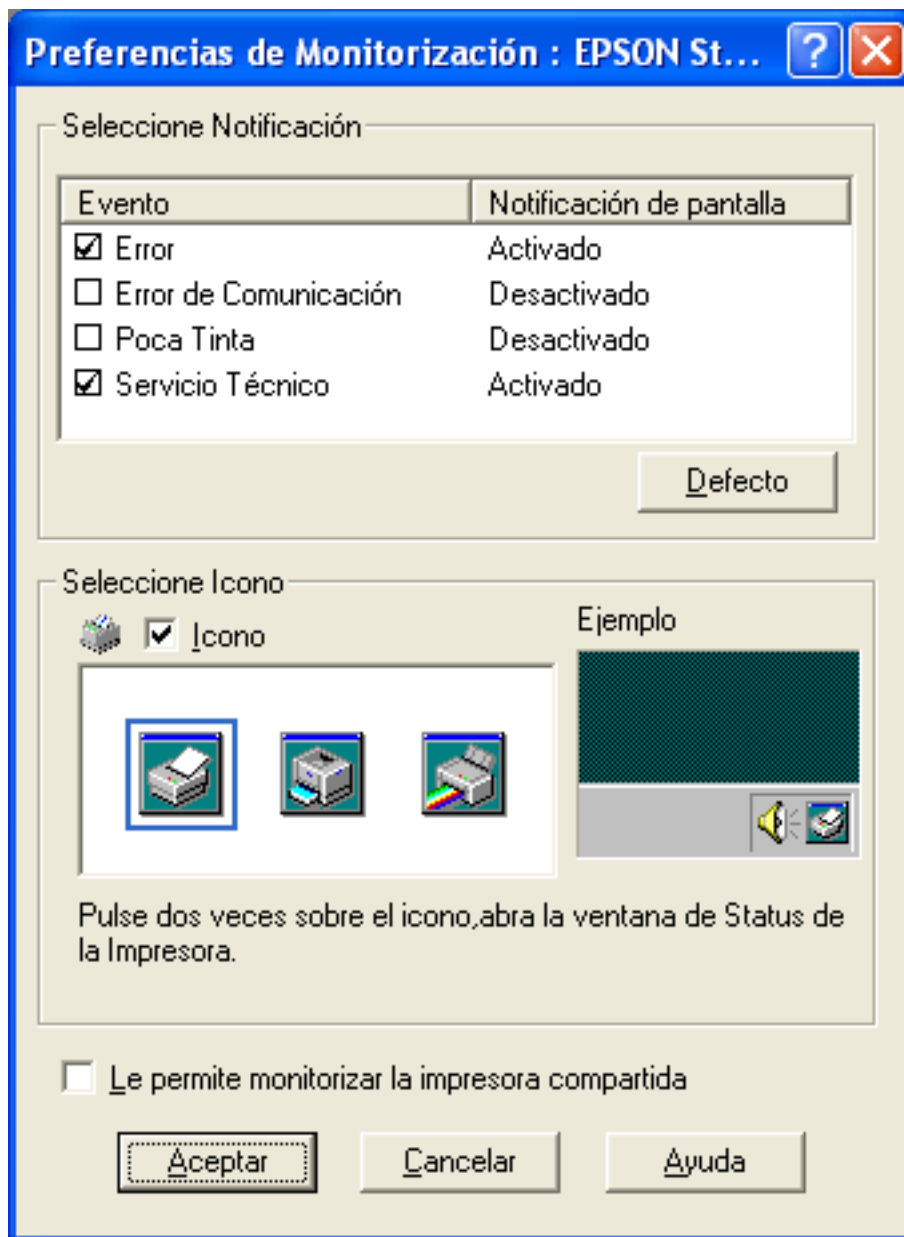 Preferencias de Monitorización : EPSON St...
Seleccione Notificación
Evento Notificación de pantalla
Error Activado
Error de Comunicación Desactivado
Poca Tinta Desactivado
Servicio Técnico Activado
Defecto
Seleccione Icono
Icono
Ejemplo
Pulse dos veces sobre el icono,abra la ventana de Status de
la Impresora.
Le permite monitorizar la impresora compartida
Aceptar Cancelar Ayuda